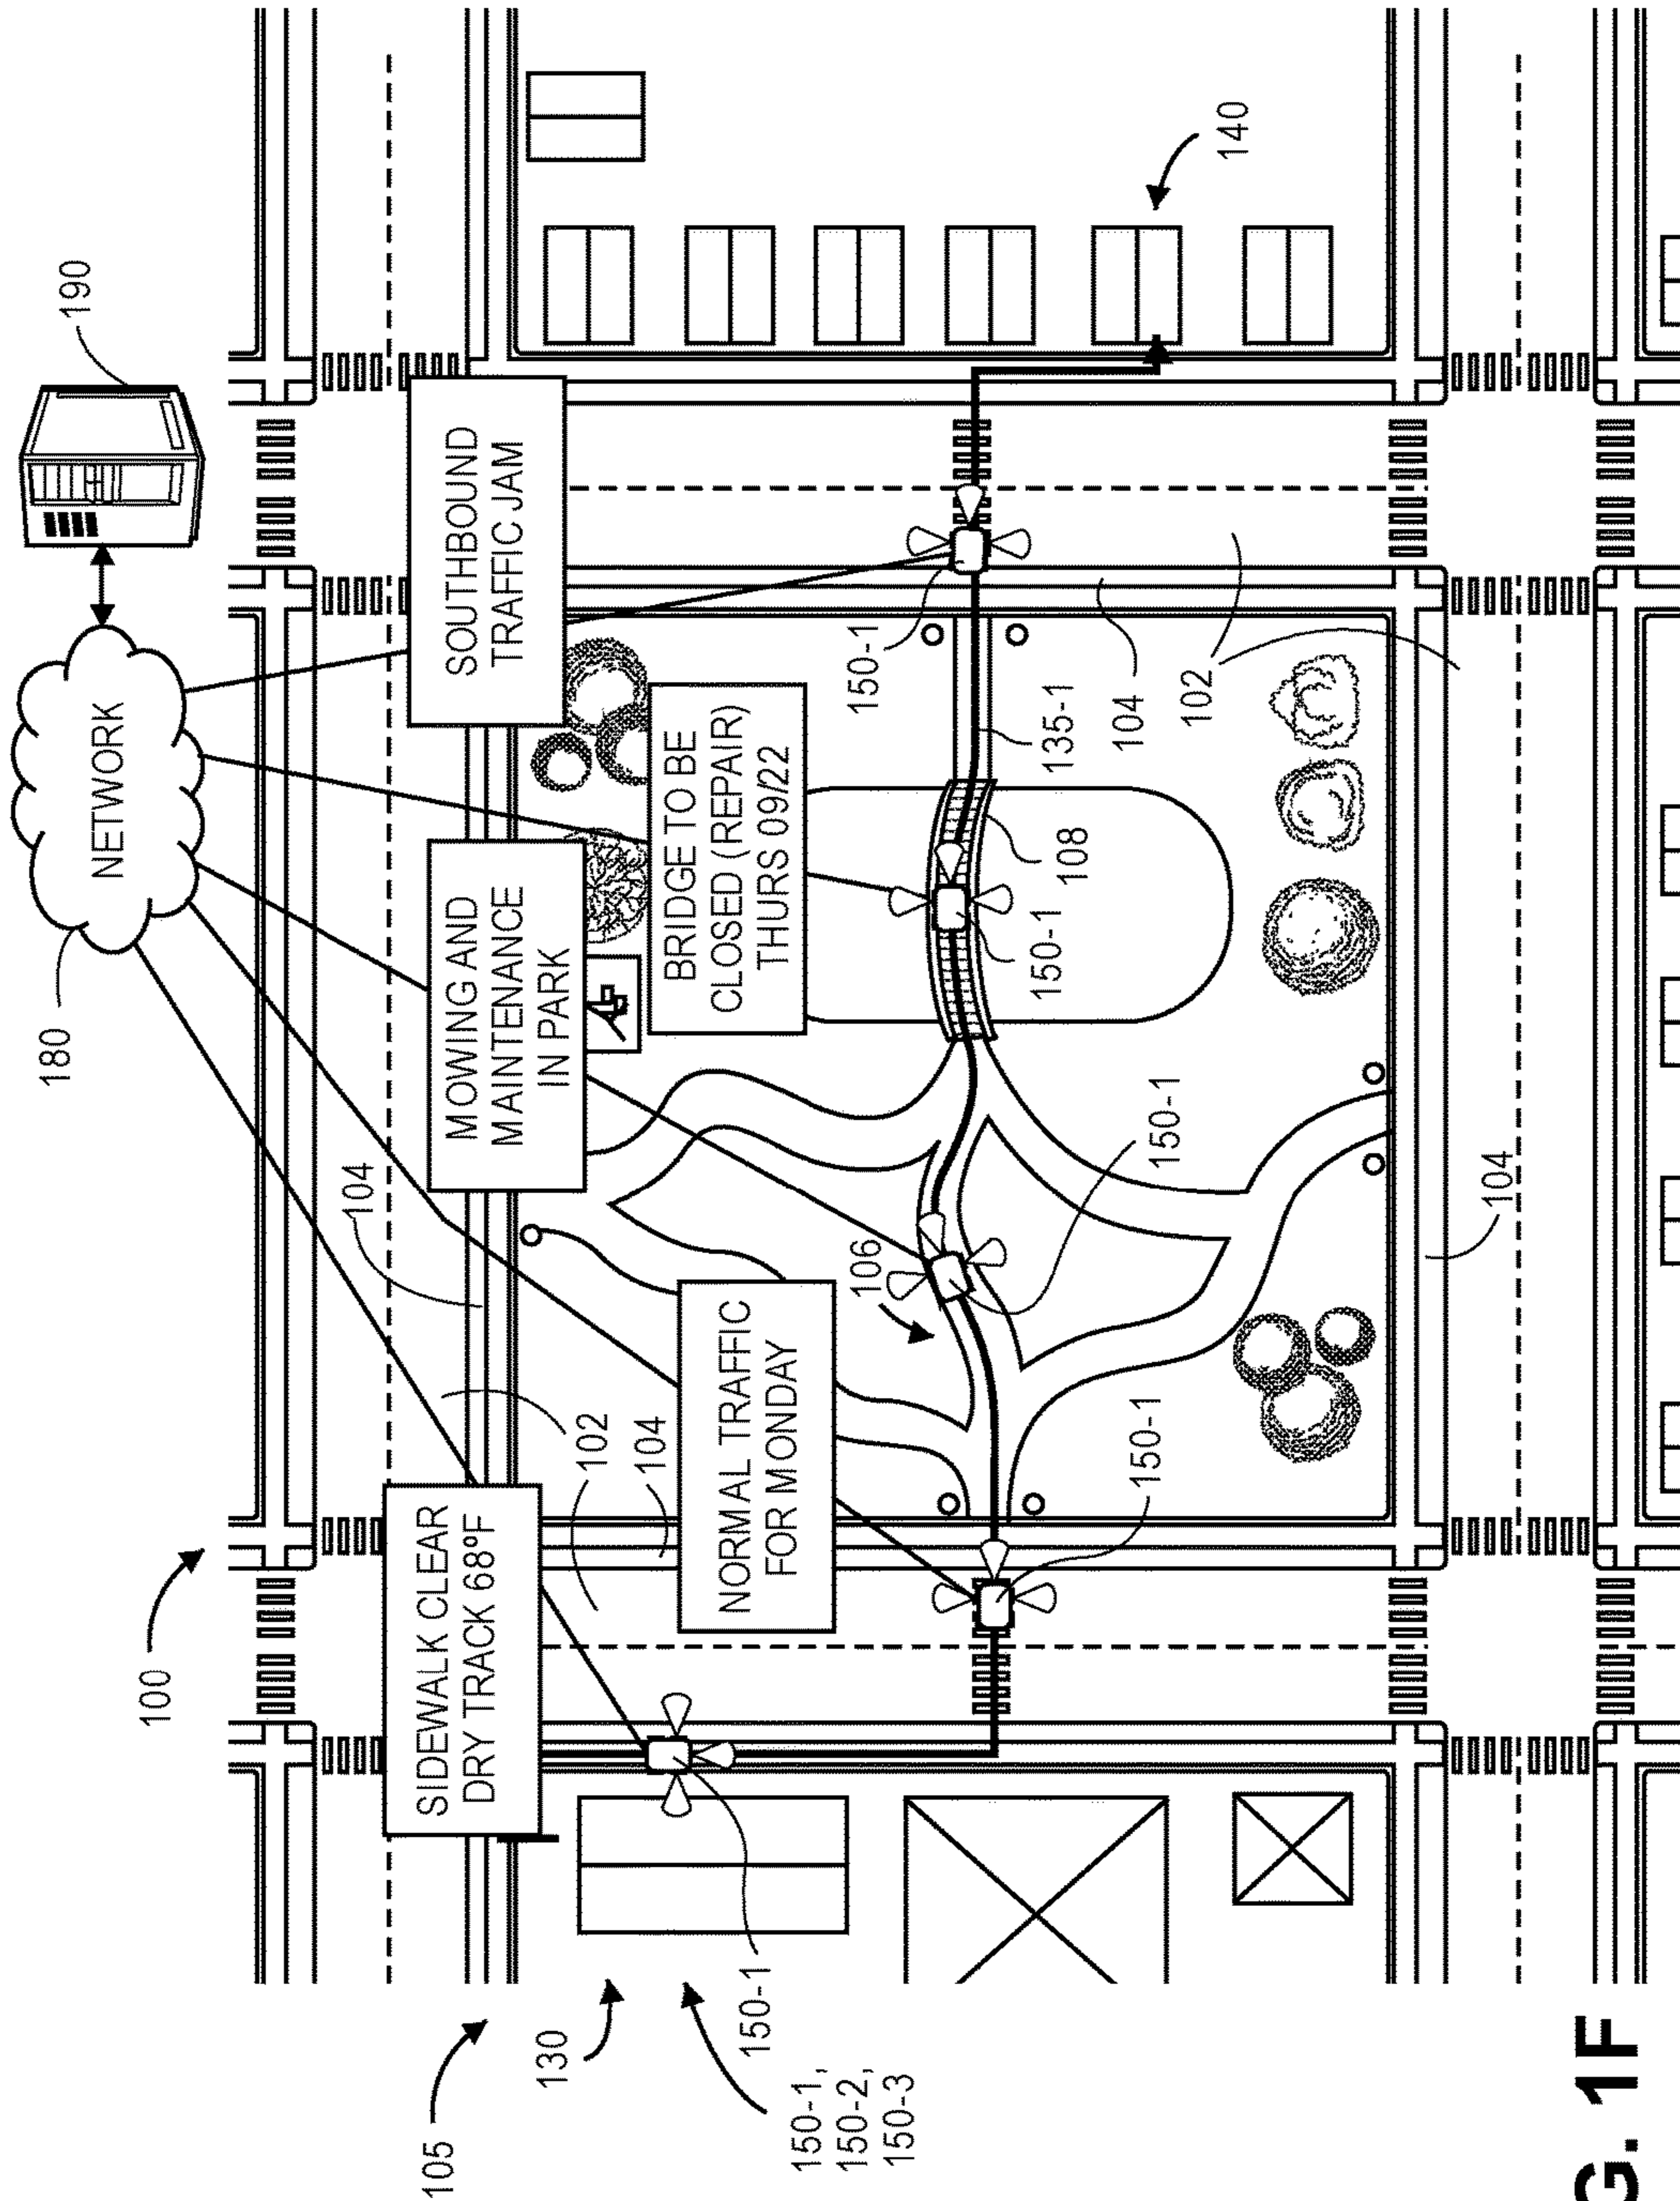 190
180
NETWORK
100
104
105
SIDEWALK CLEAR
DRY TRACK 68ºF
MOWING AND
MAINTENANCE
IN PARK
SOUTHBOUND
TRAFFIC JAM
130
102
104
NORMAL TRAFFIC
FOR MONDAY
BRIDGE TO BE
CLOSED (REPAIR)
THURS 09/22
150-1
150-1,
150-2,
150-3
106
150-1
150-1
135-1
108
104
150-1
150-1
102
140
104
G. 1F